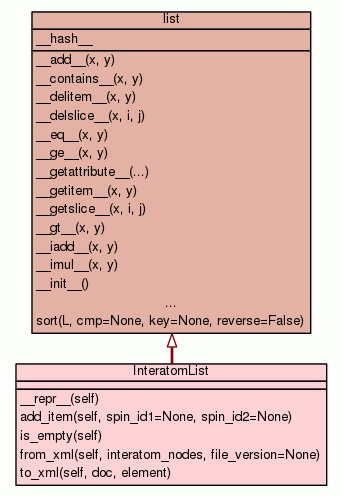 list
__hash__
__add__(x, y)
__contains__(x, y)
__delitem__(x, y)
__delslice__(x, i, j)
__eq__(x, y)
__ge__(x, y)
__getattribute__(...)
__getitem__(x, y)
__getslice__(x, i, j)
__gt__(x, y)
__iadd__(x, y)
__imul__(x, y)
__init__()
...
sort(L, cmp=None, key=None, reverse=False)
InteratomList
__repr__(self)
add_item(self, spin_id1=None, spin_id2=None)
is_empty(self)
from_xml(self, interatom_nodes, file_version=None)
to_xml(self, doc, element)